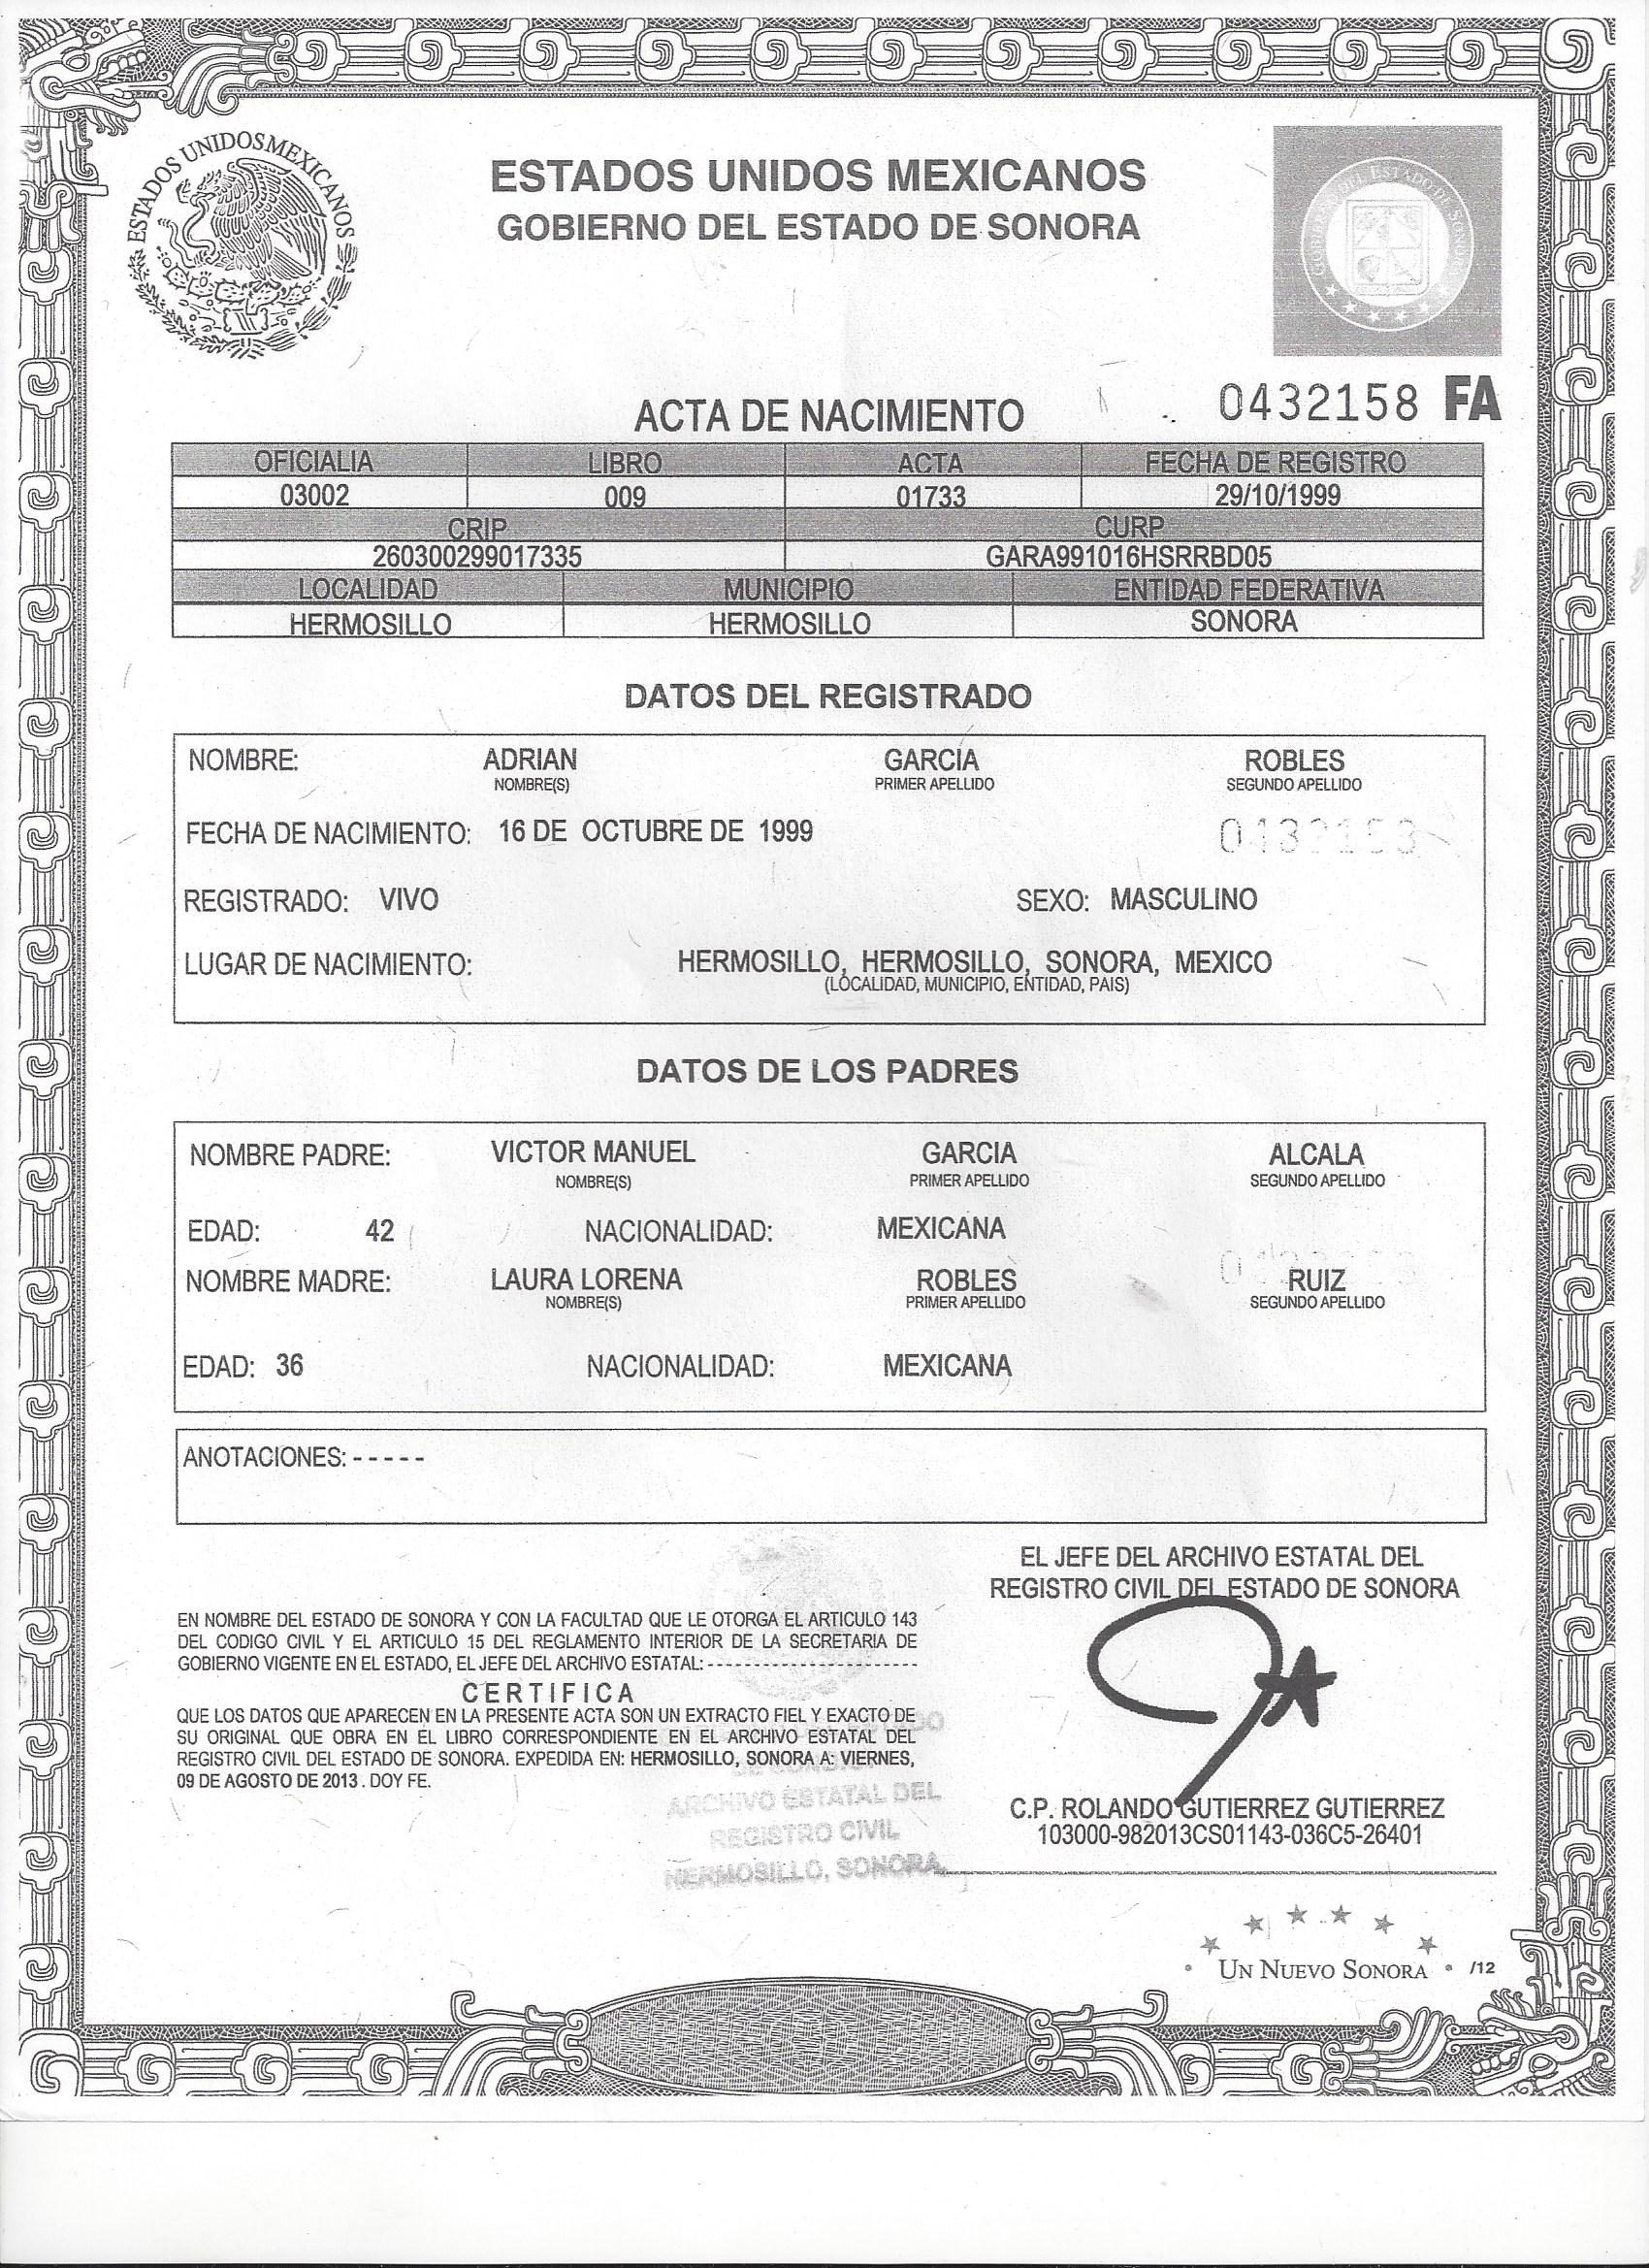 ESTADOS UNIDOS MEXICANOS
ESTADOS UNIDOS MEXICANOS
GOBIERNO DEL ESTADO DE SONORA
GOBIERNO DEL ESTADO DE SONORA
0432158 FA
ACTA DE NACIMIENTO
OFICIALIA LIBRO ACTA FECHA DE REGISTRO
03002 009 01733 29/10/1999
CRIP CURP
260300299017335 GARA991016HSRRBD05
LOCALIDAD MUNICIPIO ENTIDAD FEDERATIVA
HERMOSILLO HERMOSILLO SONORA
DATOS DEL REGISTRADO
NOMBRE: ADRIAN GARCIA ROBLES
NOMBRE(S) PRIMER APELLIDO SEGUNDO APELLIDO
FECHA DE NACIMIENTO: 16 DE OCTUBRE DE 1999
REGISTRADO: VIVO SEXO: MASCULINO
LUGAR DE NACIMIENTO: HERMOSILLO, HERMOSILLO, SONORA, MEXICO
(LOCALIDAD, MUNICIPIO, ENTIDAD, PAIS)
DATOS DE LOS PADRES
NOMBRE PADRE: VICTOR MANUEL GARCIA ALCALA
NOMBRE(S) PRIMER APELLIDO SEGUNDO APELLIDO
EDAD: 42 NACIONALIDAD: MEXICANA
NOMBRE MADRE: LAURA LORENA ROBLES RUIZ
NOMBRE(S) PRIMER APELLIDO SEGUNDO APELLIDO
EDAD: 36 NACIONALIDAD: MEXICANA
ANOTACIONES: - - - - -
EL JEFE DEL ARCHIVO ESTATAL DEL
REGISTRO CIVIL DEL ESTADO DE SONORA
EN NOMBRE DEL ESTADO DE SONORA Y CON LA FACULTAD QUE LE OTORGA EL ARTICULO 143
DEL CODIGO CIVIL Y EL ARTICULO 15 DEL REGLAMENTO INTERIOR DE LA SECRETARIA DE
GOBIERNO VIGENTE EN EL ESTADO, EL JEFE DEL ARCHIVO ESTATAL: - - - - - - - - - - - - - - - - - - - - - -
CERTIFICA
QUE LOS DATOS QUE APARECEN EN LA PRESENTE ACTA SON UN EXTRACTO FIEL Y EXACTO DE
SU ORIGINAL QUE OBRA EN EL LIBRO CORRESPONDIENTE EN EL ARCHIVO ESTATAL DEL
REGISTRO CIVIL DEL ESTADO DE SONORA. EXPEDIDA EN: HERMOSILLO, SONORA A: VIERNES,
09 DE AGOSTO DE 2013 . DOY FE.
ARCHIVO ESTATAL DEL
REGISTRO CIVIL
HERMOSILLO, SONORA
C.P. ROLANDO GUTIERREZ GUTIERREZ
103000-982013CS01143-036C5-26401
UN NUEVO SONORA /12